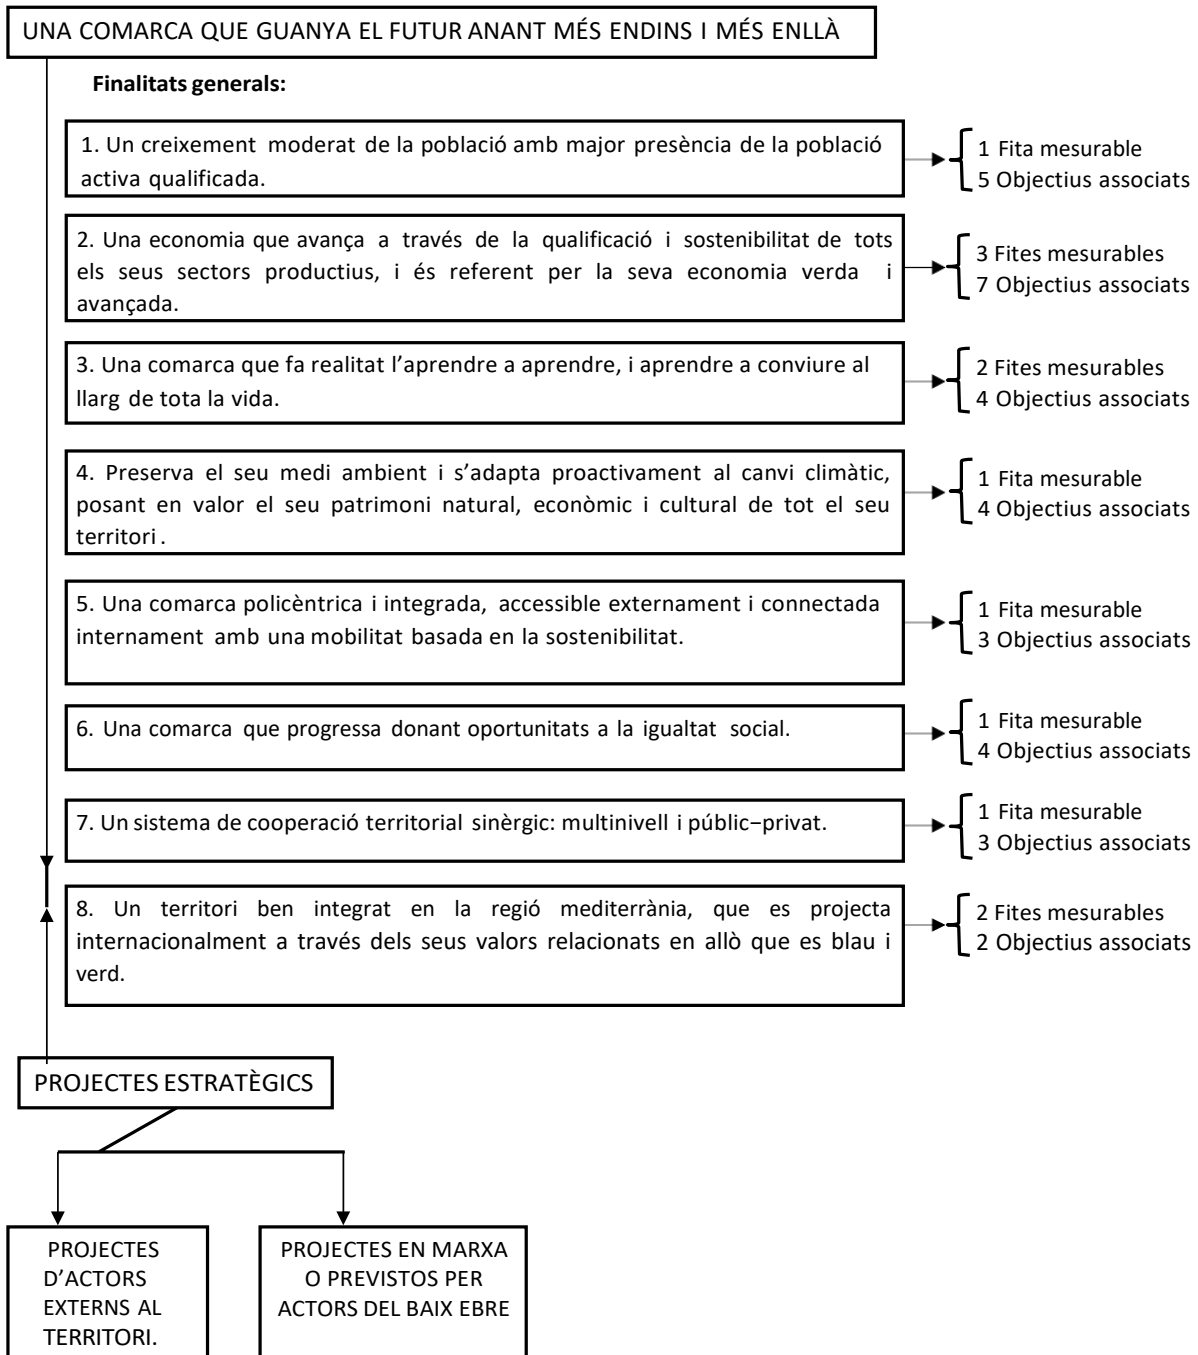 UNA COMARCA QUE GUANYA EL FUTUR ANANT MÉS ENDINS I MÉS ENLLÀ
Finalitats generals:
1. Un creixement moderat de la població amb major presència de la població
activa qualificada.
1 Fita mesurable
5 Objectius associats
2. Una economia que avança a través de la qualificació i sostenibilitat de tots
els seus sectors productius, i és referent per la seva economia verda i
avançada.
3 Fites mesurables
7 Objectius associats
3. Una comarca que fa realitat l’aprendre a aprendre, i aprendre a conviure al
llarg de tota la vida.
2 Fites mesurables
4 Objectius associats
4. Preserva el seu medi ambient i s’adapta proactivament al canvi climàtic,
posant en valor el seu patrimoni natural, econòmic i cultural de tot el seu
territori.
1 Fita mesurable
4 Objectius associats
5. Una comarca policèntrica i integrada, accessible externament i connectada
internament amb una mobilitat basada en la sostenibilitat.
1 Fita mesurable
3 Objectius associats
6. Una comarca que progressa donant oportunitats a la igualtat social.
1 Fita mesurable
4 Objectius associats
7. Un sistema de cooperació territorial sinèrgic: multinivell i públic–privat.
1 Fita mesurable
3 Objectius associats
8. Un territori ben integrat en la regió mediterrània, que es projecta
internacionalment a través dels seus valors relacionats en allò que es blau i
verd.
2 Fites mesurables
2 Objectius associats
PROJECTES ESTRATÈGICS
PROJECTES
D’ACTORS
EXTERNS AL
TERRITORI.
PROJECTES EN MARXA
O PREVISTOS PER
ACTORS DEL BAIX EBRE